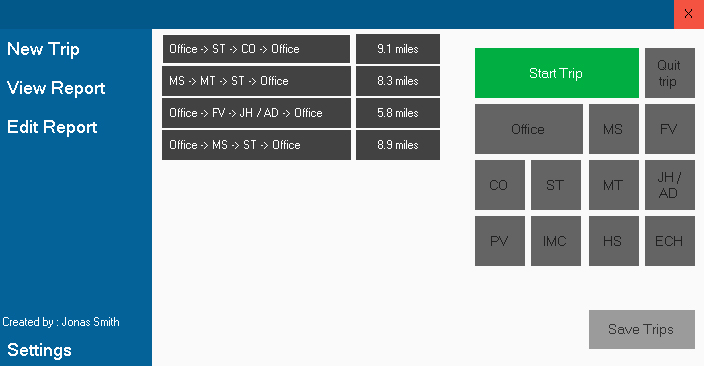 X
New Trip
View Report
Edit Report
Created by : Jonas Smith
Settings
Office -> ST -> CO -> Office 9.1 miles
MS -> MT -> ST -> Office 8.3 miles
Office -> FV -> JH / AD -> Office 5.8 miles
Office -> MS -> ST -> Office 8.9 miles
Start Trip
Quit
trip
Office MS FV
CO ST MT JH /
AD
PV IMC HS ECH
Save Trips